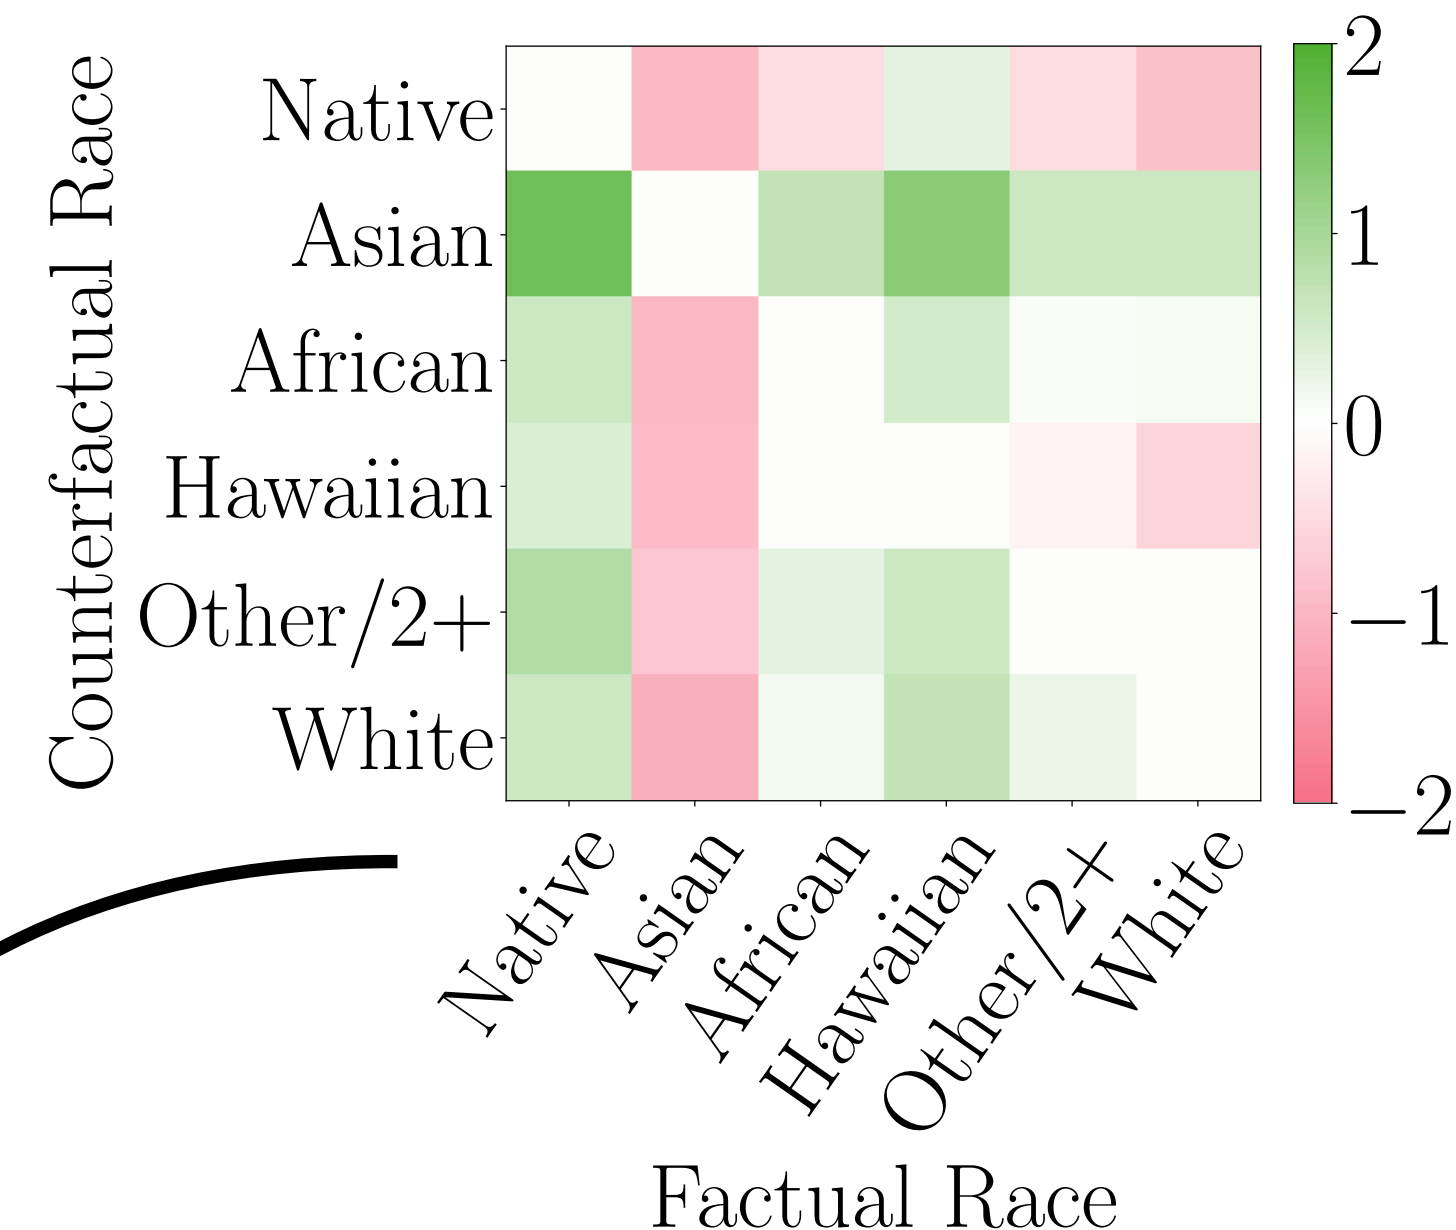 Counterfactual Race
Native
Asian
African
Hawaiian
Other/2+
White
2
1
0
−1
−2
Native
Asian
African
Hawaiian
Other/2+
White
Factual Race